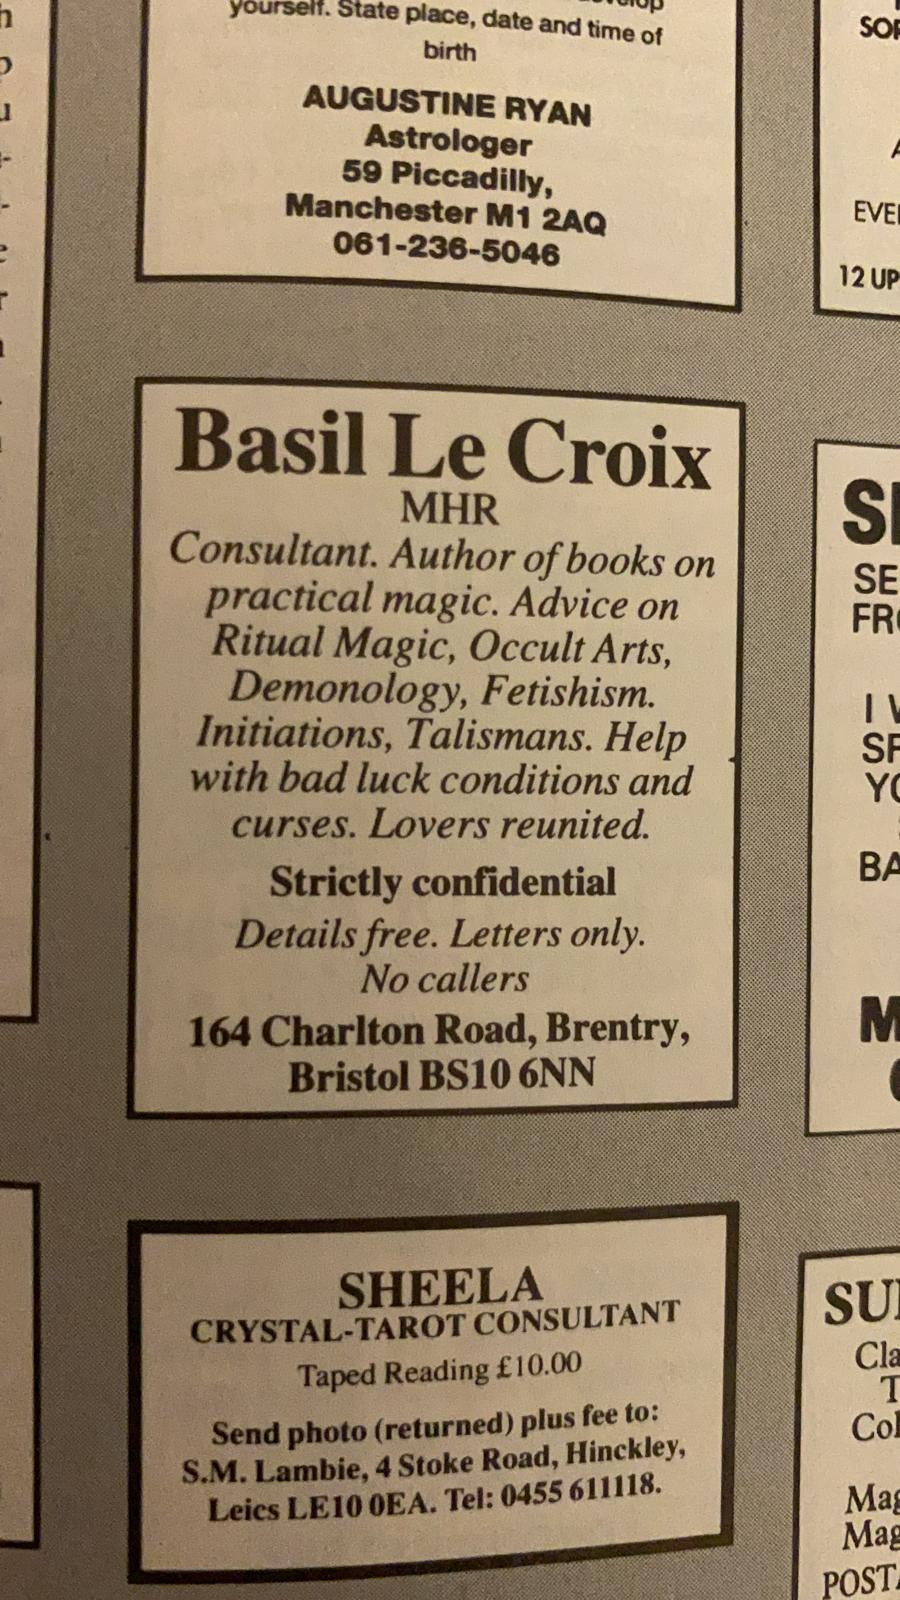 yourself. State place, date and time of
birth
AUGUSTINE RYAN
Astrologer
59 Piccadilly,
Manchester M1 2AQ
061-236-5046
Basil Le Croix
MHR
Consultant. Author of books on
practical magic. Advice on
Ritual Magic, Occult Arts,
Demonology, Fetishism.
Initiations, Talismans. Help
with bad luck conditions and
curses. Lovers reunited.
Strictly confidential
Details free. Letters only.
No callers
164 Charlton Road, Brentry,
Bristol BS10 6NN
SHEELA
CRYSTAL-TAROT CONSULTANT
Taped Reading £10.00
Send photo (returned) plus fee to:
S.M. Lambie, 4 Stoke Road, Hinckley,
Leics LE10 0EA. Tel: 0455 611118.
12 UP
I